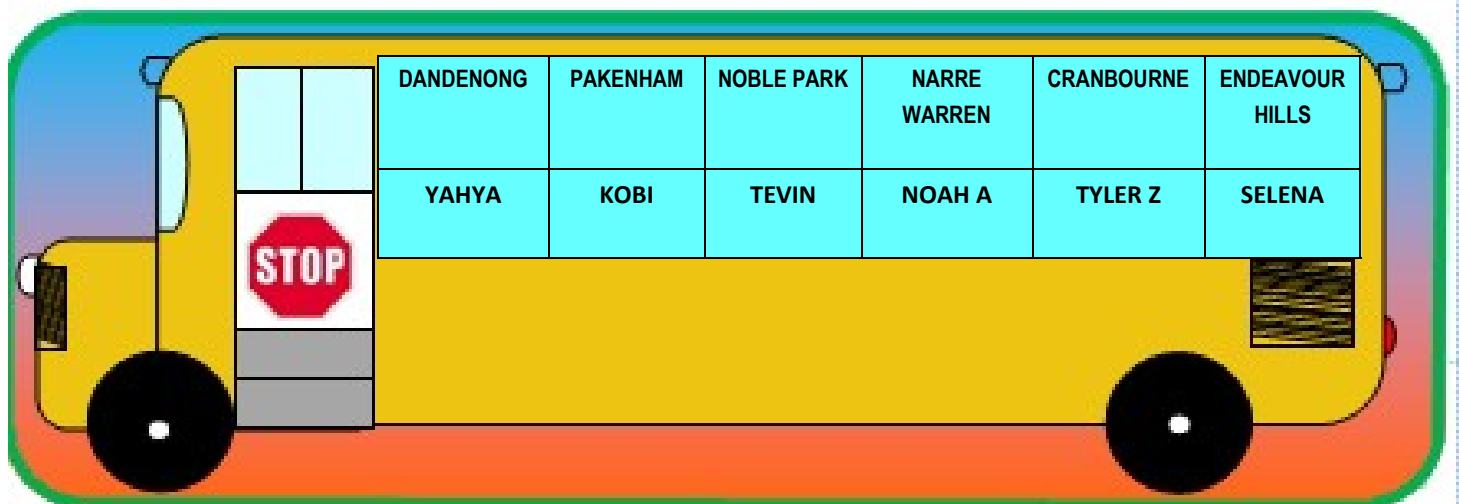 DANDENONG PAKENHAM NOBLE PARK NARRE WARREN CRANBOURNE ENDEAVOUR HILLS
YAHYA KOBI TEVIN NOAH A TYLER Z SELENA
STOP